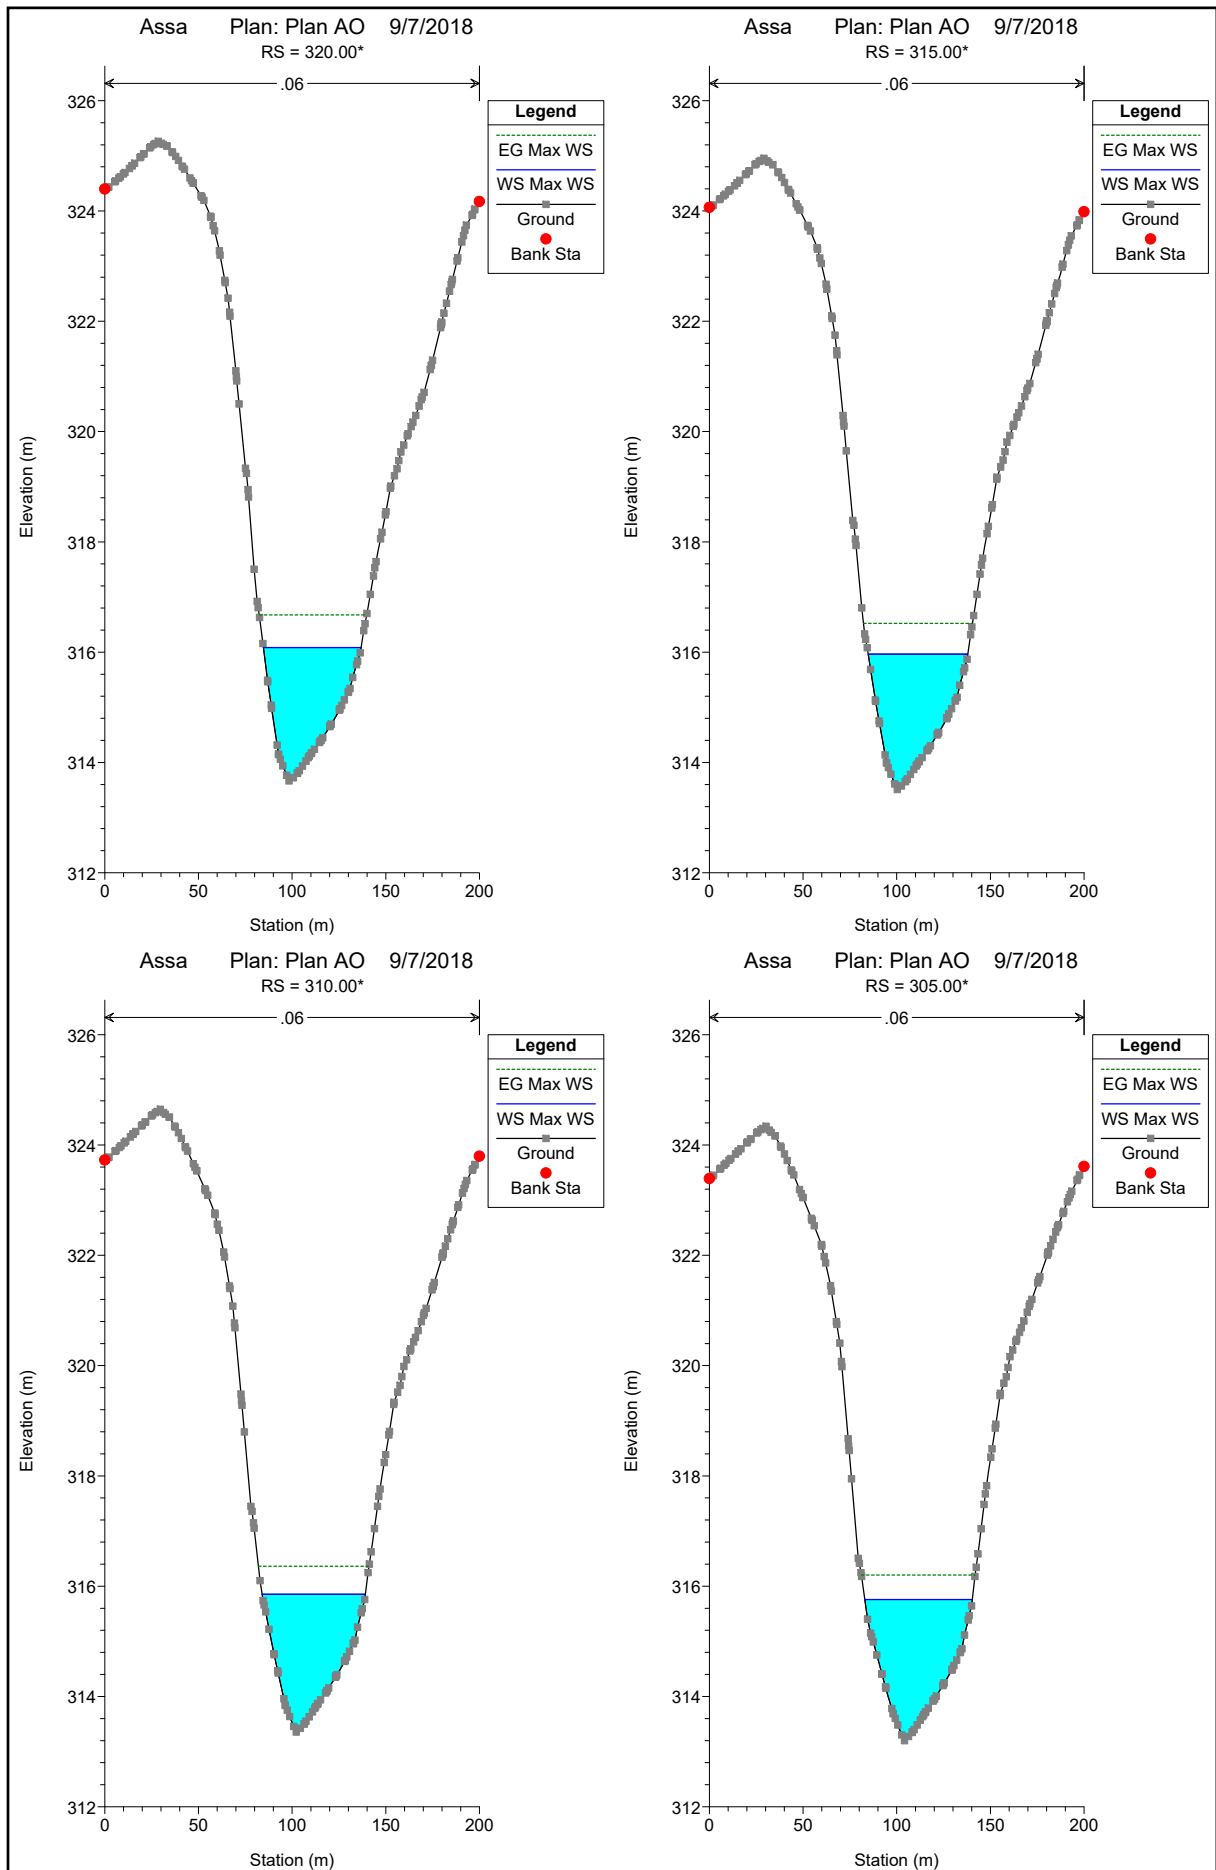 Assa Plan: Plan AO 9/7/2018
RS = 320.00*
.06
Legend
EG Max WS
WS Max WS
Ground
Bank Sta
326
324
322
320
318
316
314
312
Elevation (m)
0 50 100 150 200
Station (m)
Assa Plan: Plan AO 9/7/2018
RS = 315.00*
.06
Legend
EG Max WS
WS Max WS
Ground
Bank Sta
326
324
322
320
318
316
314
312
Elevation (m)
0 50 100 150 200
Station (m)
Assa Plan: Plan AO 9/7/2018
RS = 310.00*
.06
Legend
EG Max WS
WS Max WS
Ground
Bank Sta
326
324
322
320
318
316
314
312
Elevation (m)
0 50 100 150 200
Station (m)
Assa Plan: Plan AO 9/7/2018
RS = 305.00*
.06
Legend
EG Max WS
WS Max WS
Ground
Bank Sta
326
324
322
320
318
316
314
312
Elevation (m)
0 50 100 150 200
Station (m)